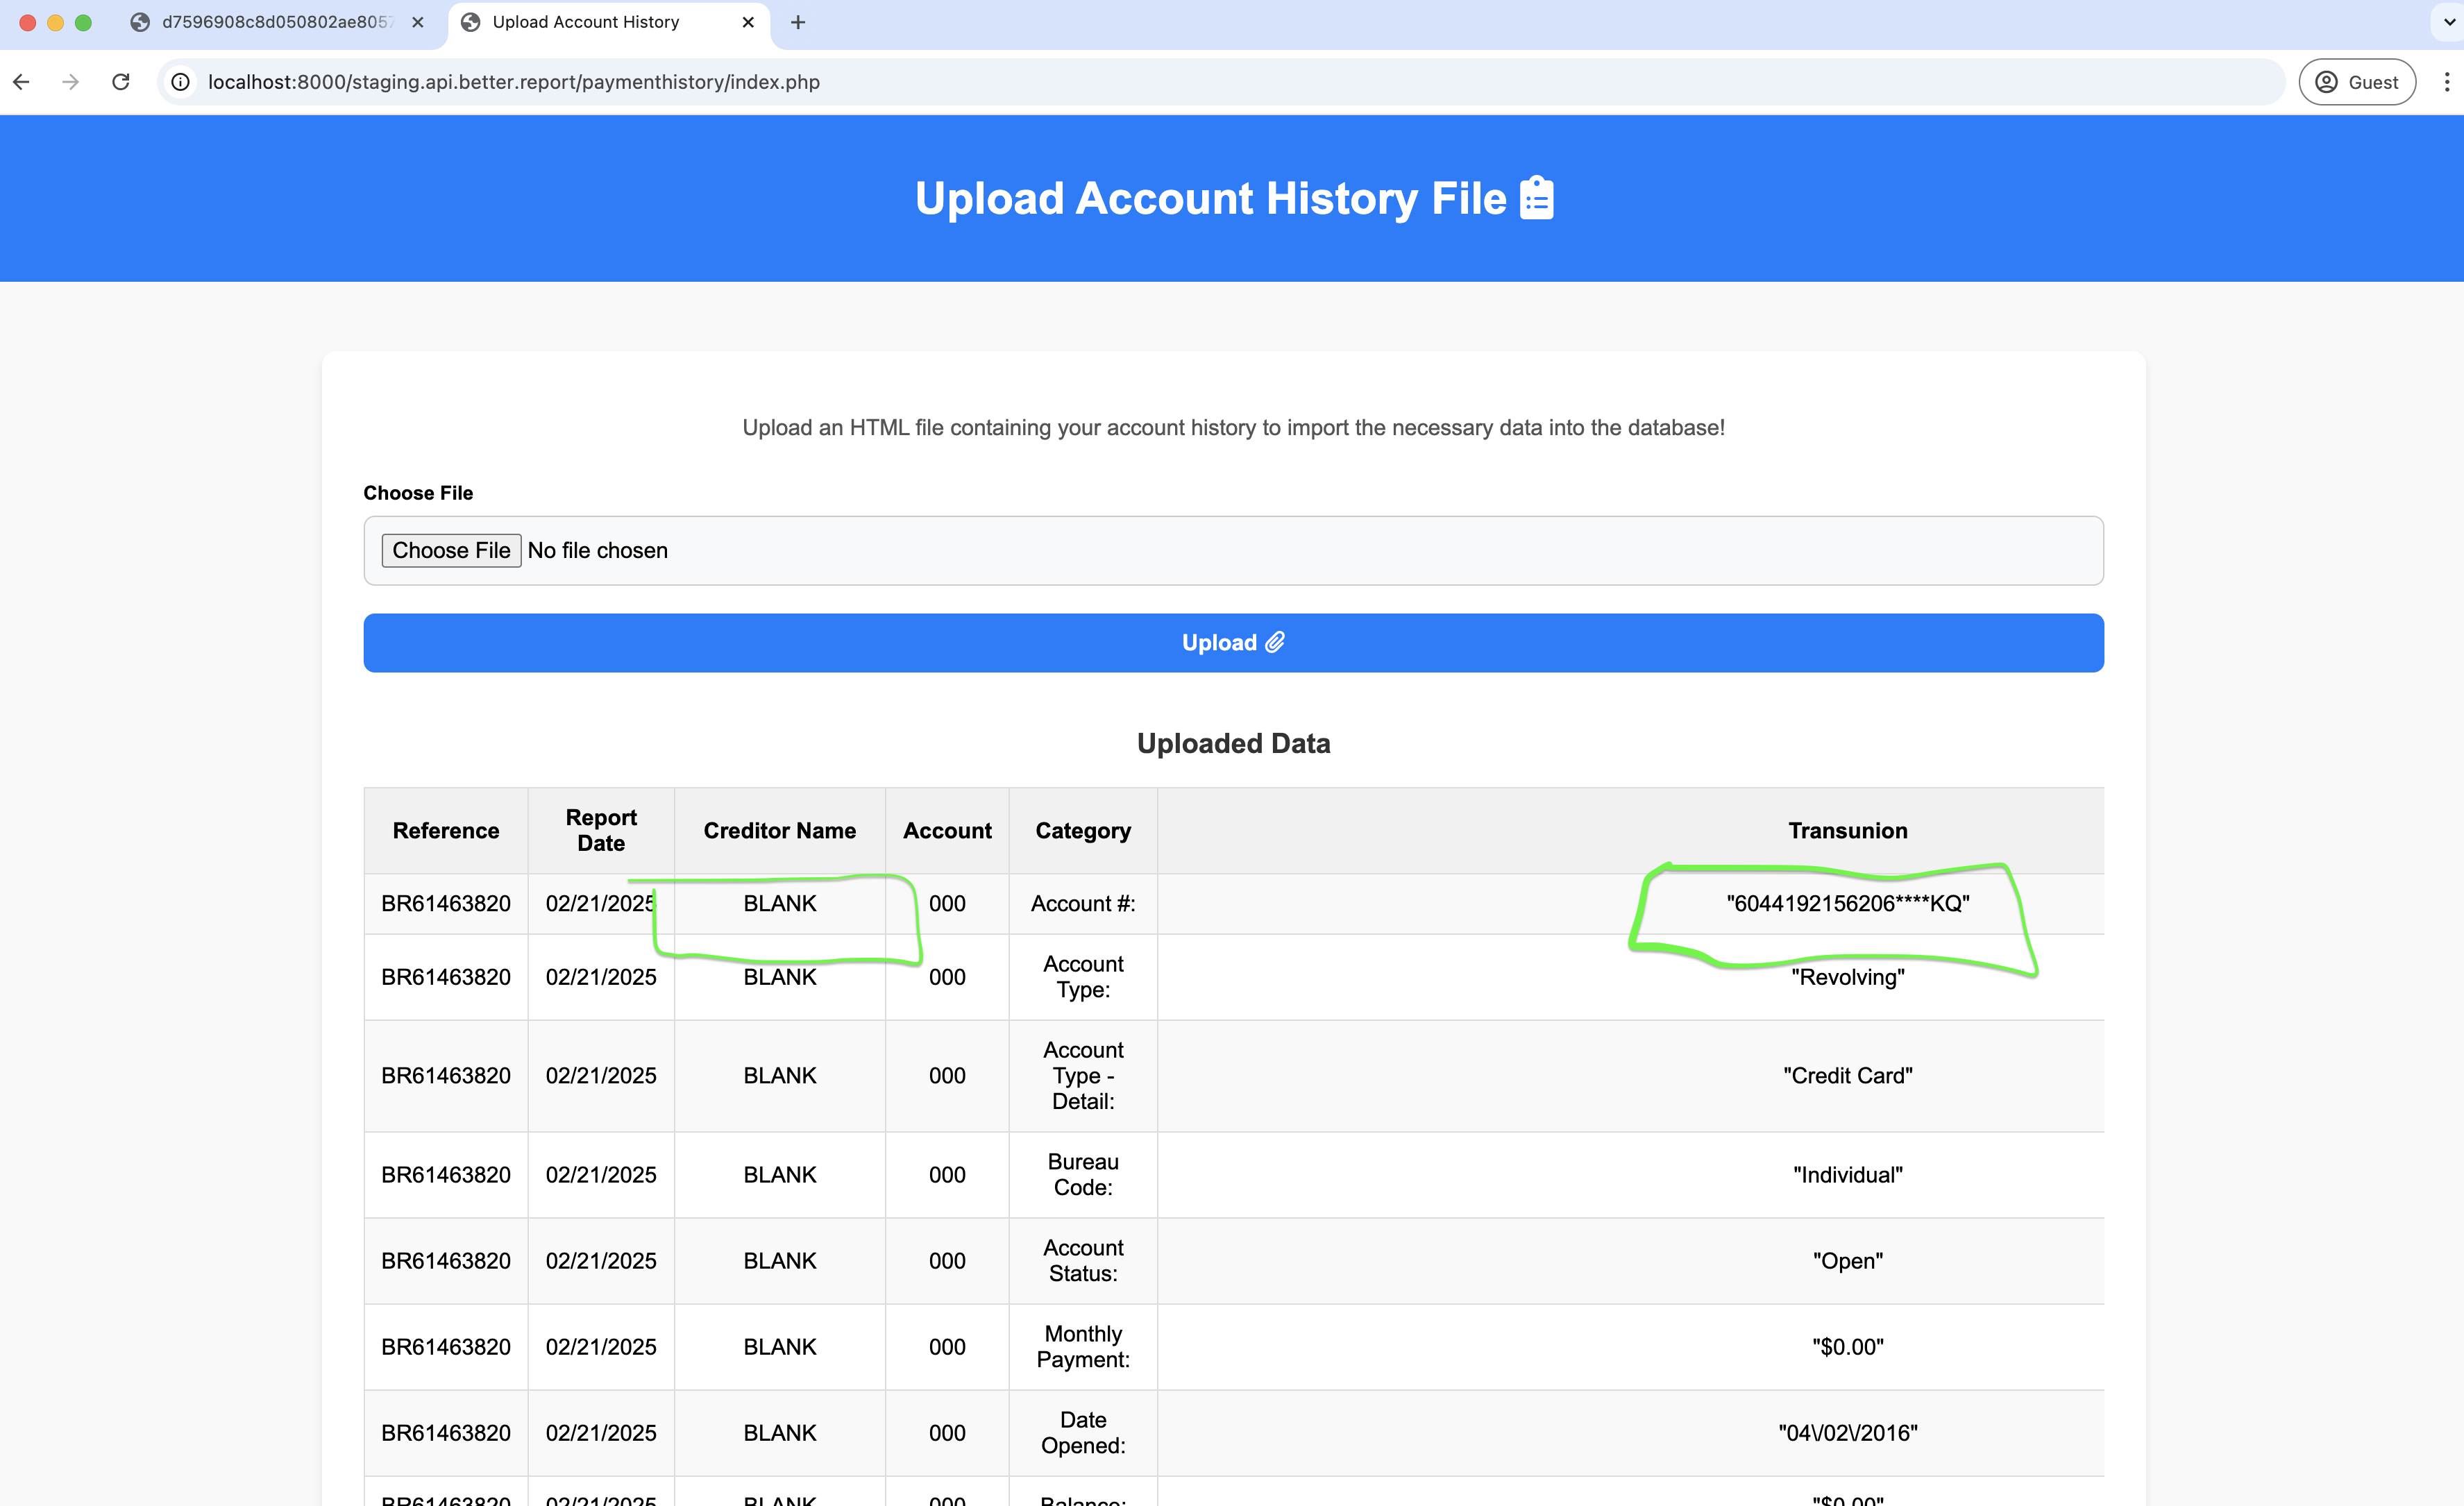 d7596908c8d050802ae8057
Upload Account History
localhost:8000/staging.api.better.report/paymenthistory/index.php
Guest
Upload Account History File
Upload an HTML file containing your account history to import the necessary data into the database!
Choose File
Choose File No file chosen
Upload
Uploaded Data
Reference Report Date Creditor Name Account Category Transunion
BR61463820 02/21/2025 BLANK 000 Account #: "6044192156206****KQ"
BR61463820 02/21/2025 BLANK 000 Account Type: "Revolving"
BR61463820 02/21/2025 BLANK 000 Account Type - Detail: "Credit Card"
BR61463820 02/21/2025 BLANK 000 Bureau Code: "Individual"
BR61463820 02/21/2025 BLANK 000 Account Status: "Open"
BR61463820 02/21/2025 BLANK 000 Monthly Payment: "$0.00"
BR61463820 02/21/2025 BLANK 000 Date Opened: "04\/02\/2016"
BR61463820 02/21/2025 BLANK 000 Balance: "$0.00"